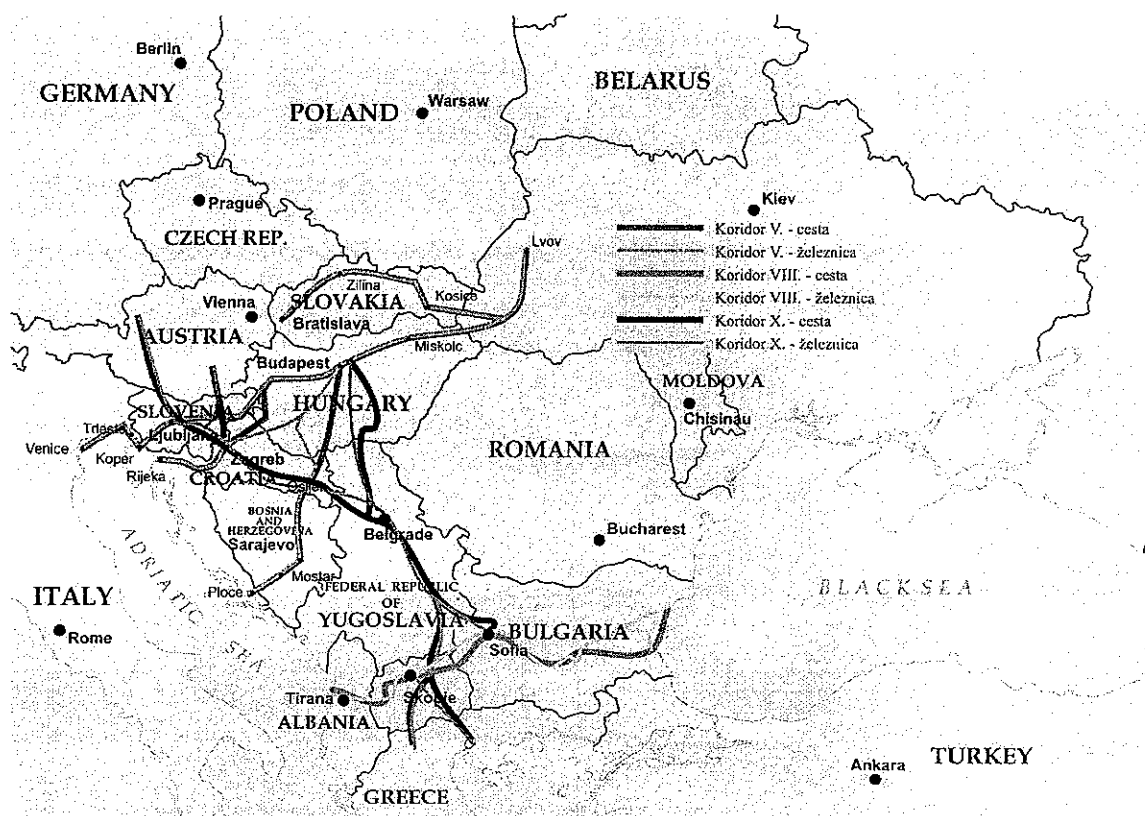 Berlin
GERMANY
POLAND
Warsaw
BELARUS
Prague
CZECH REP.
Kiev
Lvov
Koridor V. - cesta
Koridor V. - železnica
Koridor VIII. - cesta
Koridor VIII. - železnica
Koridor X. - cesta
Koridor X. - železnica
Zilina
Kosice
SLOVAKIA
Bratislava
Vienna
AUSTRIA
Miskolc
Budapest
HUNGARY
MOLDOVA
Chisinau
SLOVENIA
Trieste
Ljubljana
Venice
Koper
Rijeka
Zagreb
CROATIA
ROMANIA
BOSNIA
AND
HERZEGOVINA
Sarajevo
Belgrade
Bucharest
Mostar
Ploce
ADRIATIC SEA
BLACK SEA
ITALY
Rome
FEDERAL REPUBLIC
OF
YUGOSLAVIA
BULGARIA
Sofia
Tirana
Skopje
ALBANIA
GREECE
Ankara
TURKEY